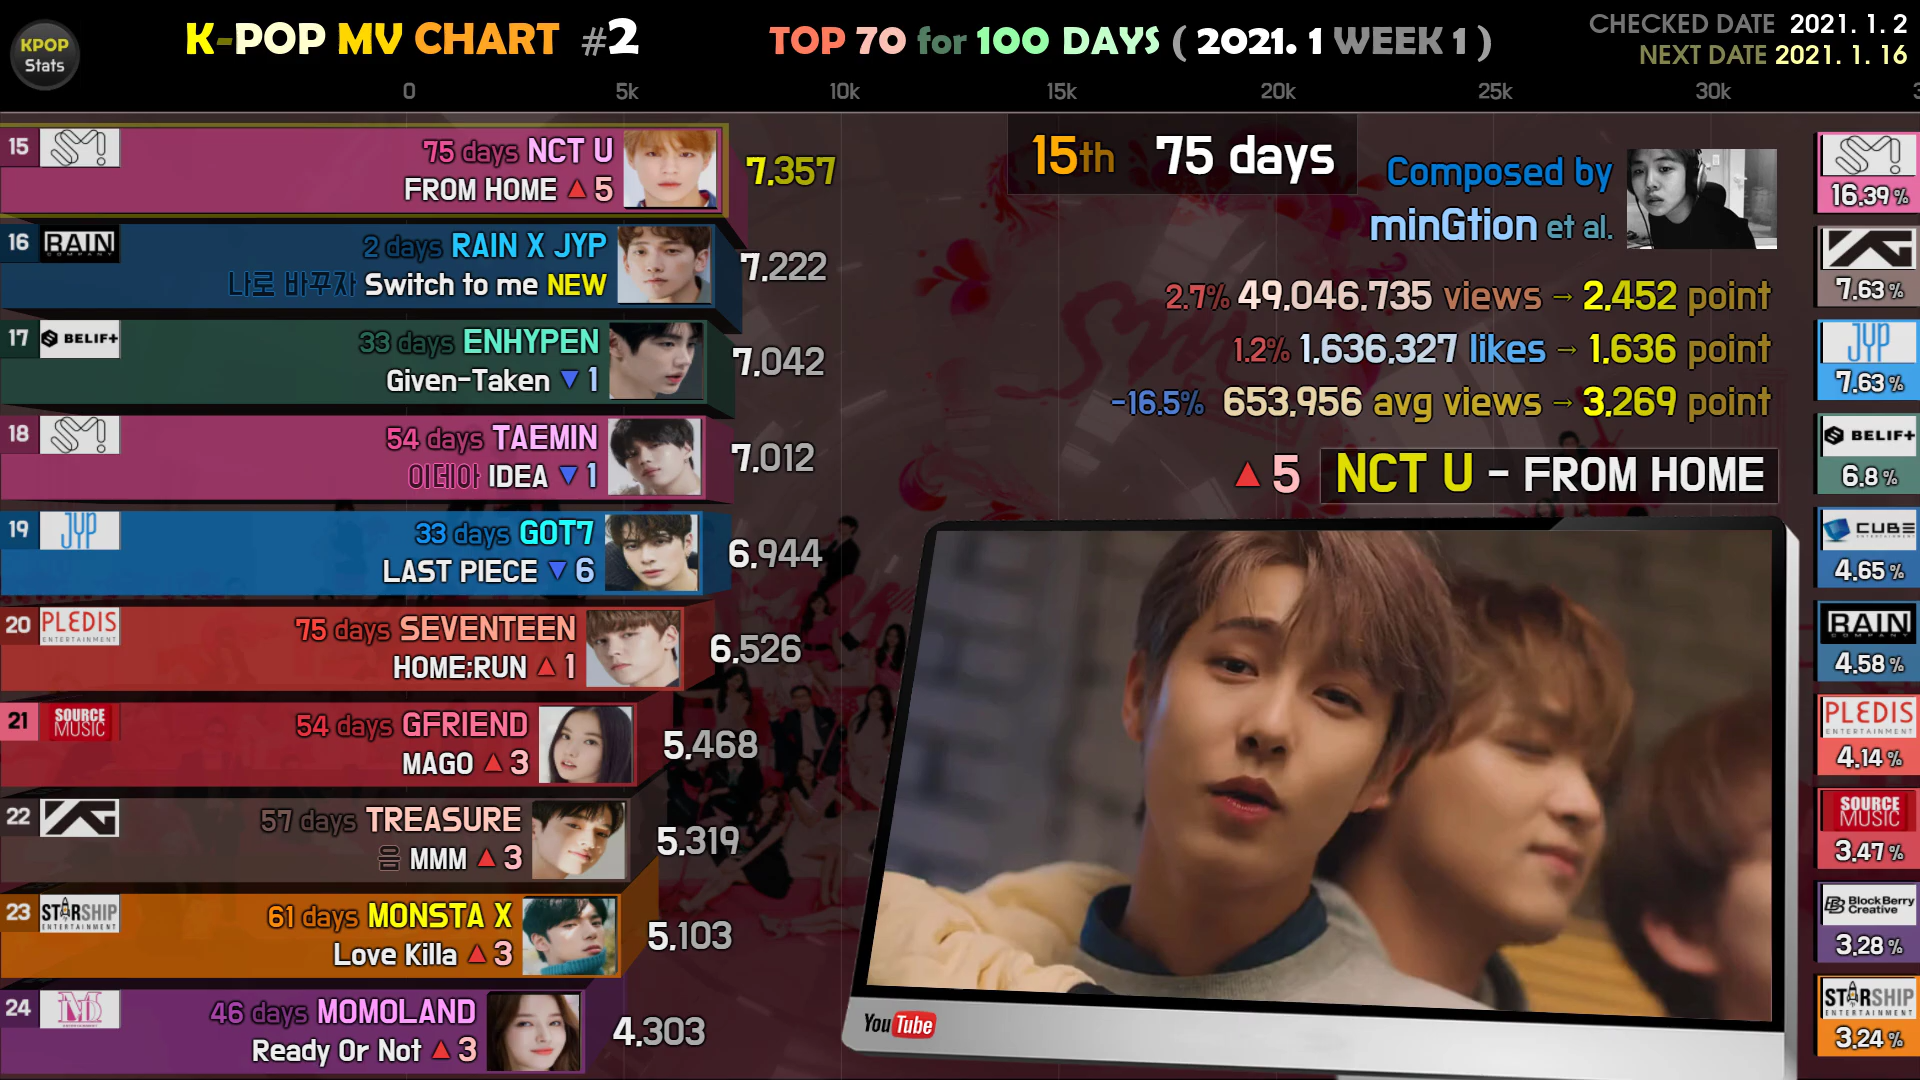 KPOP Stats
K-POP MV CHART #2
TOP 70 for 100 DAYS ( 2021. 1 WEEK 1 )
CHECKED DATE 2021. 1. 2
NEXT DATE 2021. 1. 16
0 5k 10k 15k 20k 25k 30k 3
15 SM! 75 days NCT U
FROM HOME ▲ 5
7,357
16 RAIN COMPANY 2 days RAIN X JYP
나로 바꾸자 Switch to me NEW
7,222
17 BELIF+ 33 days ENHYPEN
Given-Taken ▼ 1
7,042
18 SM! 54 days TAEMIN
이데아 IDEA ▼ 1
7,012
19 JYP 33 days GOT7
LAST PIECE ▼ 6
6,944
20 PLEDIS ENTERTAINMENT 75 days SEVENTEEN
HOME;RUN ▲ 1
6,526
21 SOURCE MUSIC 54 days GFRIEND
MAGO ▲ 3
5,468
22 YG 57 days TREASURE
음 MMM ▲ 3
5,319
23 STARSHIP ENTERTAINMENT 61 days MONSTA X
Love Killa ▲ 3
5,103
24 46 days MOMOLAND
Ready Or Not ▲ 3
4,303
15th 75 days
Composed by
minGtion et al.
2.7% 49,046,735 views → 2,452 point
1.2% 1,636,327 likes → 1,636 point
-16.5% 653,956 avg views → 3,269 point
▲ 5 NCT U - FROM HOME
YouTube
SM!
16.39 %
YG
7.63 %
JYP
7.63 %
BELIF+
6.8 %
CUBE ENTERTAINMENT
4.65 %
RAIN COMPANY
4.58 %
PLEDIS ENTERTAINMENT
4.14 %
SOURCE MUSIC
3.47 %
BlockBerry Creative
3.28 %
STARSHIP ENTERTAINMENT
3.24 %